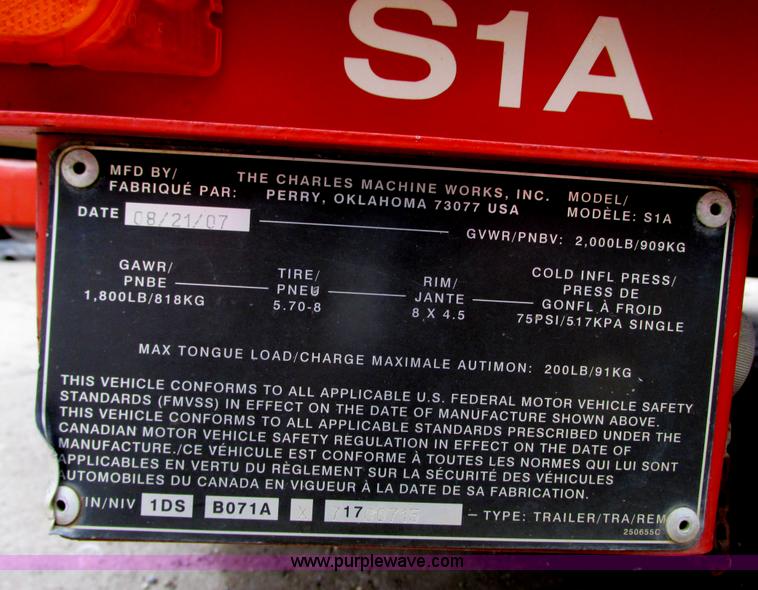 S1A
MFD BY/ THE CHARLES MACHINE WORKS, INC. MODEL/
FABRIQUÉ PAR: PERRY, OKLAHOMA 73077 USA MODÈLE: S1A
DATE 08/21/07 GVWR/PNBV: 2,000LB/909KG
GAWR/ TIRE/ RIM/ COLD INFL PRESS/
PNBE PNEU JANTE PRESS DE
1,800LB/818KG 5.70-8 8 X 4.5 GONFL À FROID
75PSI/517KPA SINGLE
MAX TONGUE LOAD/CHARGE MAXIMALE AUTIMON: 200LB/91KG
THIS VEHICLE CONFORMS TO ALL APPLICABLE U.S. FEDERAL MOTOR VEHICLE SAFETY
STANDARDS (FMVSS) IN EFFECT ON THE DATE OF MANUFACTURE SHOWN ABOVE.
THIS VEHICLE CONFORMS TO ALL APPLICABLE STANDARDS PRESCRIBED UNDER THE
CANADIAN MOTOR VEHICLE SAFETY REGULATION IN EFFECT ON THE DATE OF
MANUFACTURE./CE VÉHICULE EST CONFORME À TOUTES LES NORMES QUI LUI SONT
APPLICABLES EN VERTU DU RÈGLEMENT SUR LA SÉCURITÉ DES VÉHICULES
AUTOMOBILES DU CANADA EN VIGUEUR À LA DATE DE SA FABRICATION.
IN/NIV 1DS B071A X 17 – TYPE: TRAILER/TRA/REM
250655C
www.purplewave.com